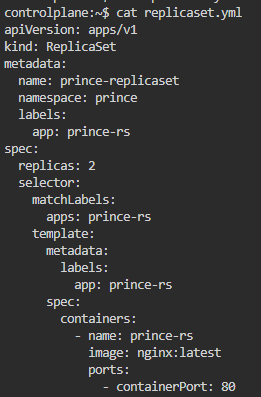 controlplane:~$ cat replicaset.yml
apiVersion: apps/v1
kind: ReplicaSet
metadata:
  name: prince-replicaset
  namespace: prince
  labels:
    app: prince-rs
spec:
  replicas: 2
  selector:
    matchLabels:
      apps: prince-rs
    template:
      metadata:
        labels:
          app: prince-rs
      spec:
        containers:
          - name: prince-rs
            image: nginx:latest
            ports:
              - containerPort: 80